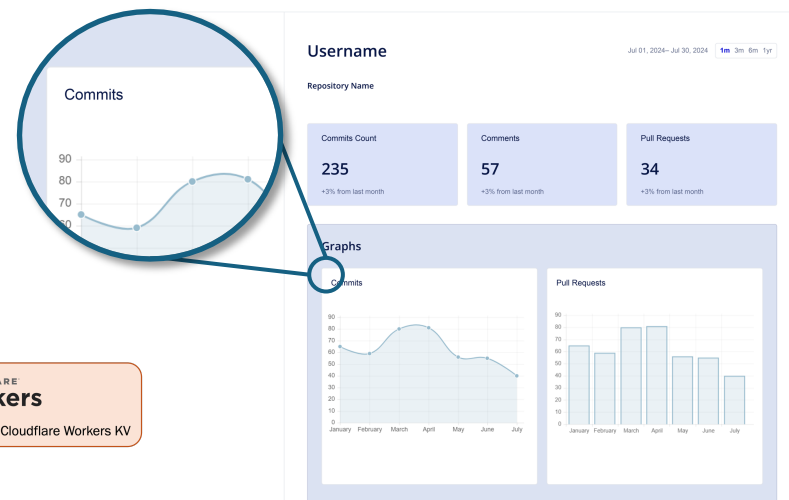 Commits
90
80
70
60
ARE
kers
Cloudflare Workers KV
Username
Jul 01, 2024– Jul 30, 2024
1m 3m 6m 1yr
Repository Name
Commits Count
235
+3% from last month
Comments
57
+3% from last month
Pull Requests
34
+3% from last month
Graphs
Commits
90
80
70
60
50
40
30
20
10
0
January February March April May June July
Pull Requests
90
80
70
60
50
40
30
20
10
0
January February March April May June July